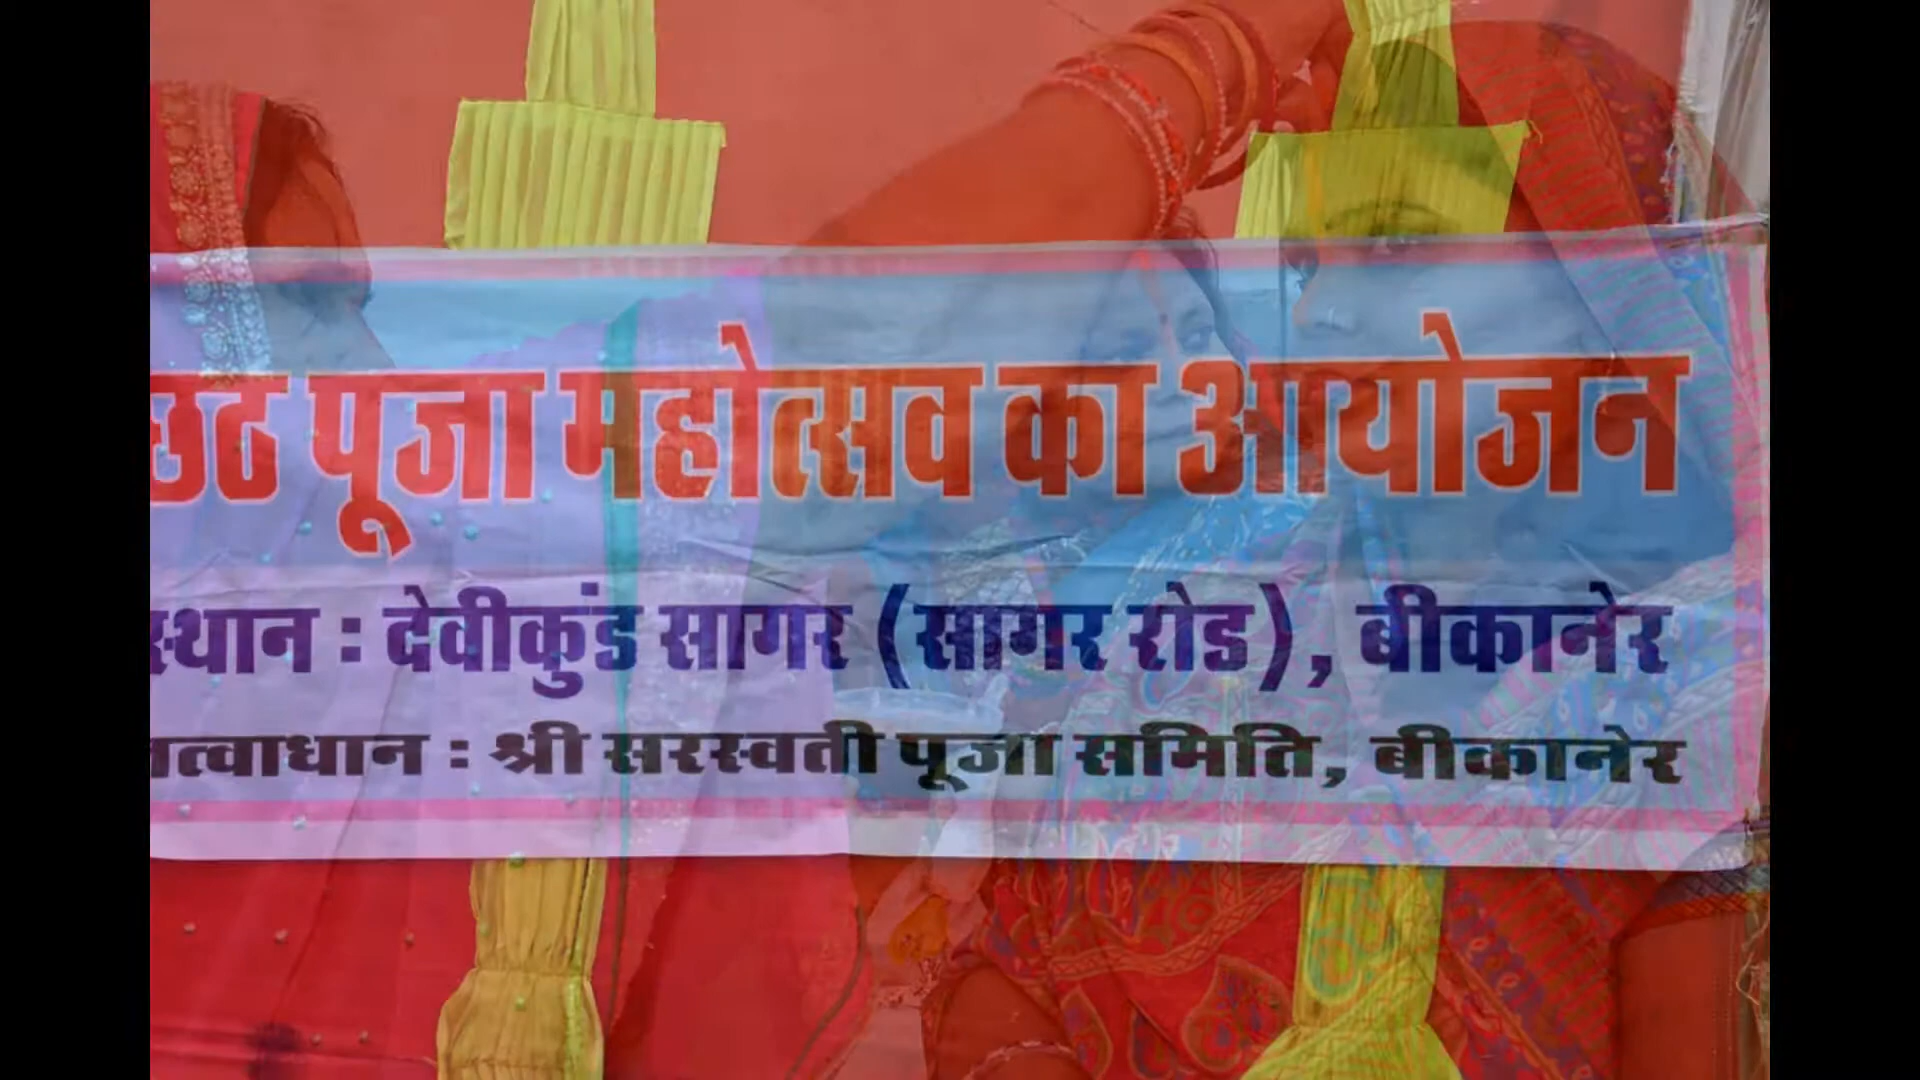 छठ पूजा महोत्सव का आयोजन
स्थान : देवीकुंड सागर (सागर रोड), बीकानेर
त्वाधान : श्री सरस्वती पूजा समिति, बीकानेर